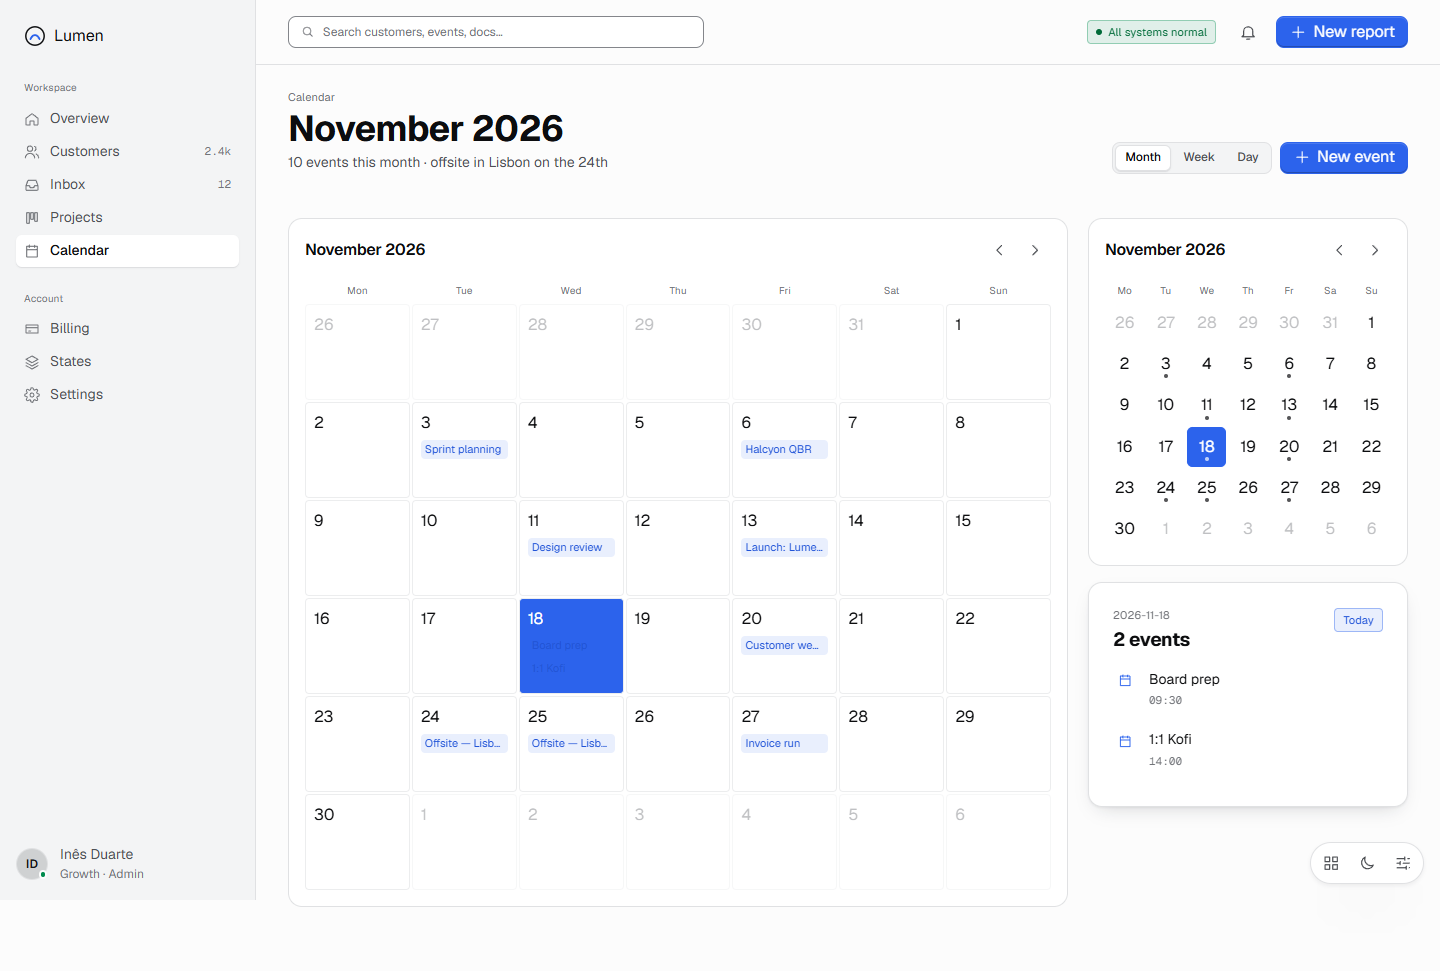 Lumen
Search customers, events, docs...
All systems normal
New report
Workspace
Overview
Customers 2.4k
Inbox 12
Projects
Calendar
Account
Billing
States
Settings
ID
Inês Duarte
Growth · Admin
Calendar
November 2026
10 events this month · offsite in Lisbon on the 24th
Month Week Day
New event
November 2026
Mon Tue Wed Thu Fri Sat Sun
26 27 28 29 30 31 1
2 3 4 5 6 7 8
Sprint planning Halcyon QBR
9 10 11 12 13 14 15
Design review Launch: Lume...
16 17 18 19 20 21 22
Board prep Customer we...
1:1 Kofi
23 24 25 26 27 28 29
Offsite — Lisb... Offsite — Lisb... Invoice run
30 1 2 3 4 5 6
November 2026
Mo Tu We Th Fr Sa Su
26 27 28 29 30 31 1
2 3 4 5 6 7 8
9 10 11 12 13 14 15
16 17 18 19 20 21 22
23 24 25 26 27 28 29
30 1 2 3 4 5 6
2026-11-18
2 events
Today
Board prep
09:30
1:1 Kofi
14:00